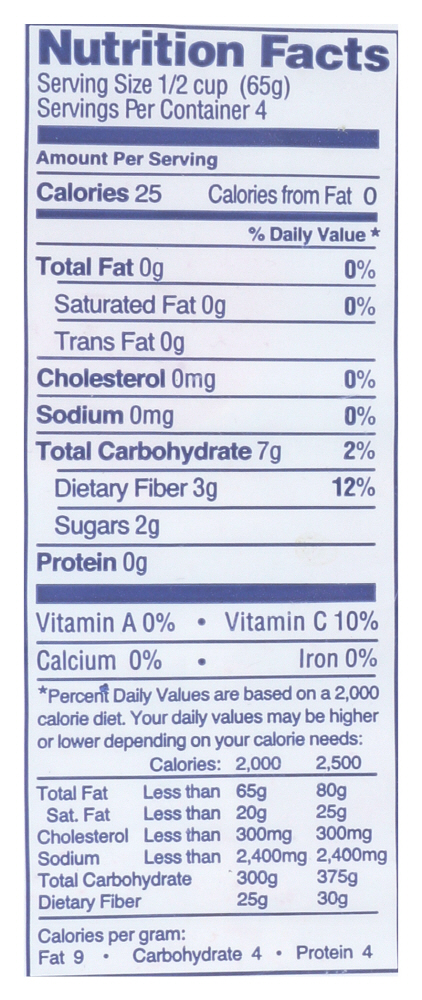 Nutrition Facts
Serving Size 1/2 cup (65g)
Servings Per Container 4
Amount Per Serving
Calories 25 Calories from Fat 0
% Daily Value *
Total Fat 0g 0%
Saturated Fat 0g 0%
Trans Fat 0g
Cholesterol 0mg 0%
Sodium 0mg 0%
Total Carbohydrate 7g 2%
Dietary Fiber 3g 12%
Sugars 2g
Protein 0g
Vitamin A 0% • Vitamin C 10%
Calcium 0% • Iron 0%
*Percent Daily Values are based on a 2,000
calorie diet. Your daily values may be higher
or lower depending on your calorie needs:
Calories: 2,000 2,500
Total Fat Less than 65g 80g
Sat. Fat Less than 20g 25g
Cholesterol Less than 300mg 300mg
Sodium Less than 2,400mg 2,400mg
Total Carbohydrate 300g 375g
Dietary Fiber 25g 30g
Calories per gram:
Fat 9 • Carbohydrate 4 • Protein 4